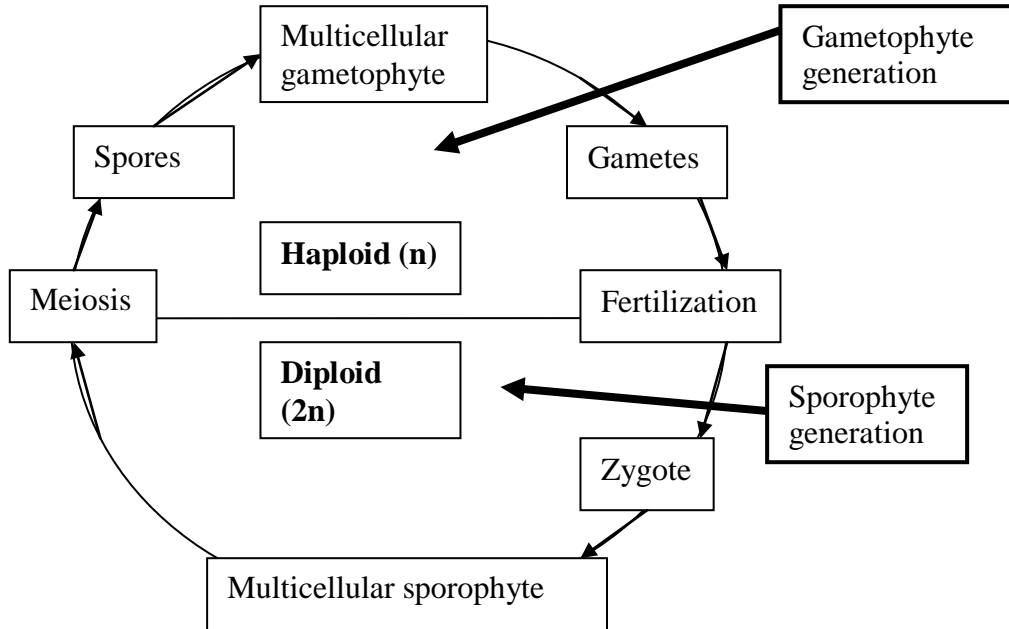 Multicellular
gametophyte
Gametophyte
generation
Spores
Gametes
Haploid (n)
Meiosis
Fertilization
Diploid
(2n)
Sporophyte
generation
Zygote
Multicellular sporophyte